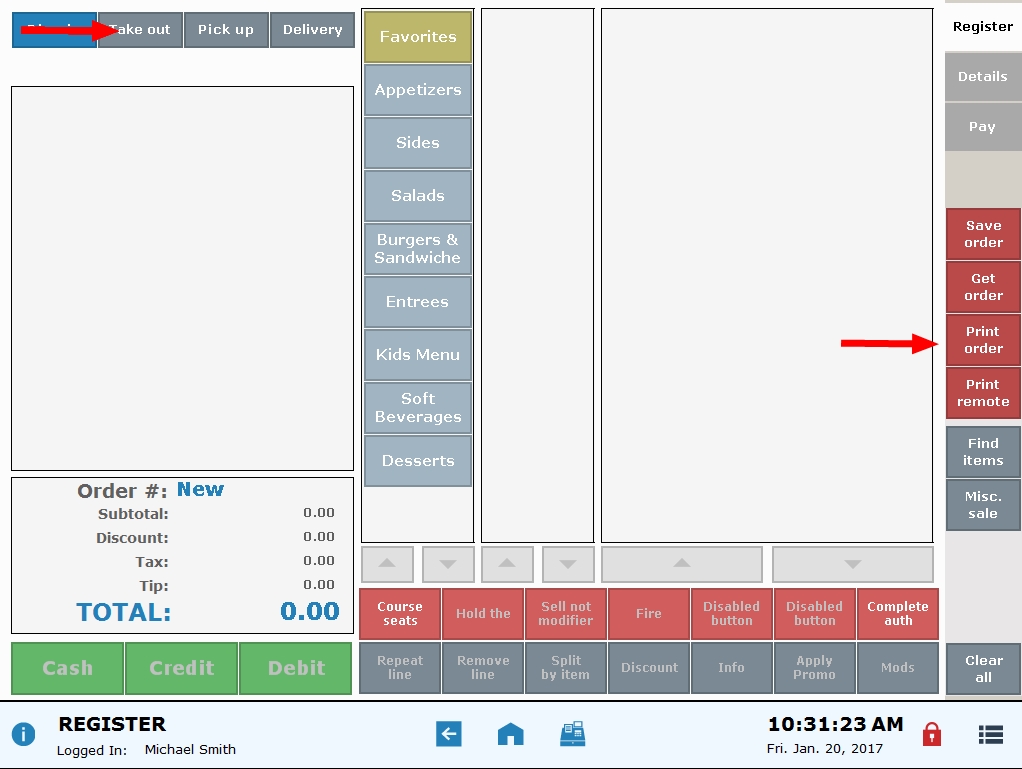 Take out
Pick up
Delivery
Favorites
Appetizers
Sides
Salads
Burgers &
Sandwiche
Entrees
Kids Menu
Soft
Beverages
Desserts
Register
Details
Pay
Save
order
Get
order
Print
order
Print
remote
Find
items
Misc.
sale
Order #: New
Subtotal: 0.00
Discount: 0.00
Tax: 0.00
Tip: 0.00
TOTAL: 0.00
Course
seats
Hold the
Sell not
modifier
Fire
Disabled
button
Disabled
button
Complete
auth
Cash
Credit
Debit
Repeat
line
Remove
line
Split
by item
Discount
Info
Apply
Promo
Mods
Clear
all
REGISTER
Logged In: Michael Smith
10:31:23 AM
Fri. Jan. 20, 2017